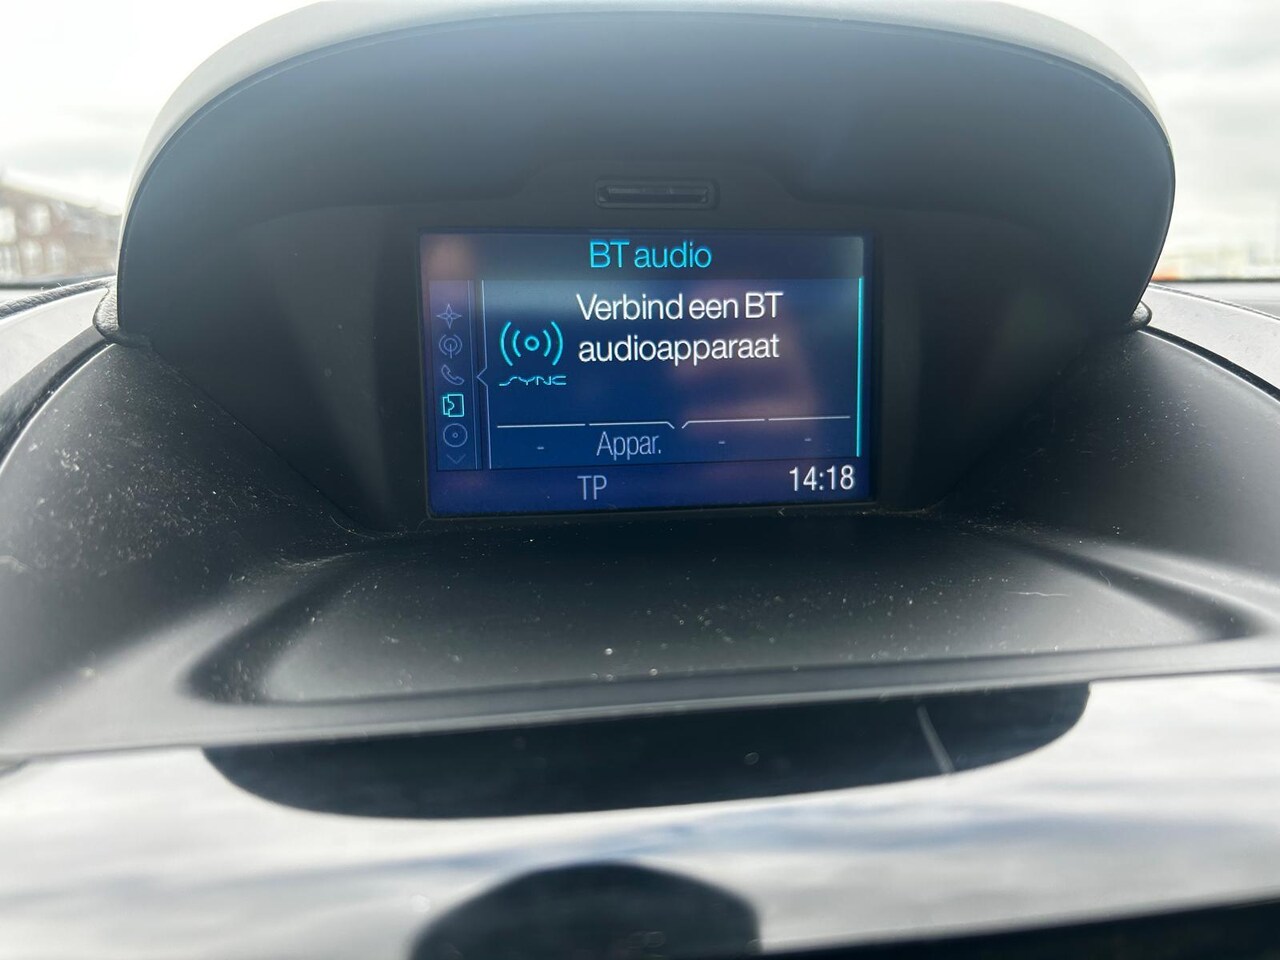 BT audio
Verbind een BT
audioapparaat
SYNC
- Appar. - -
TP 14:18